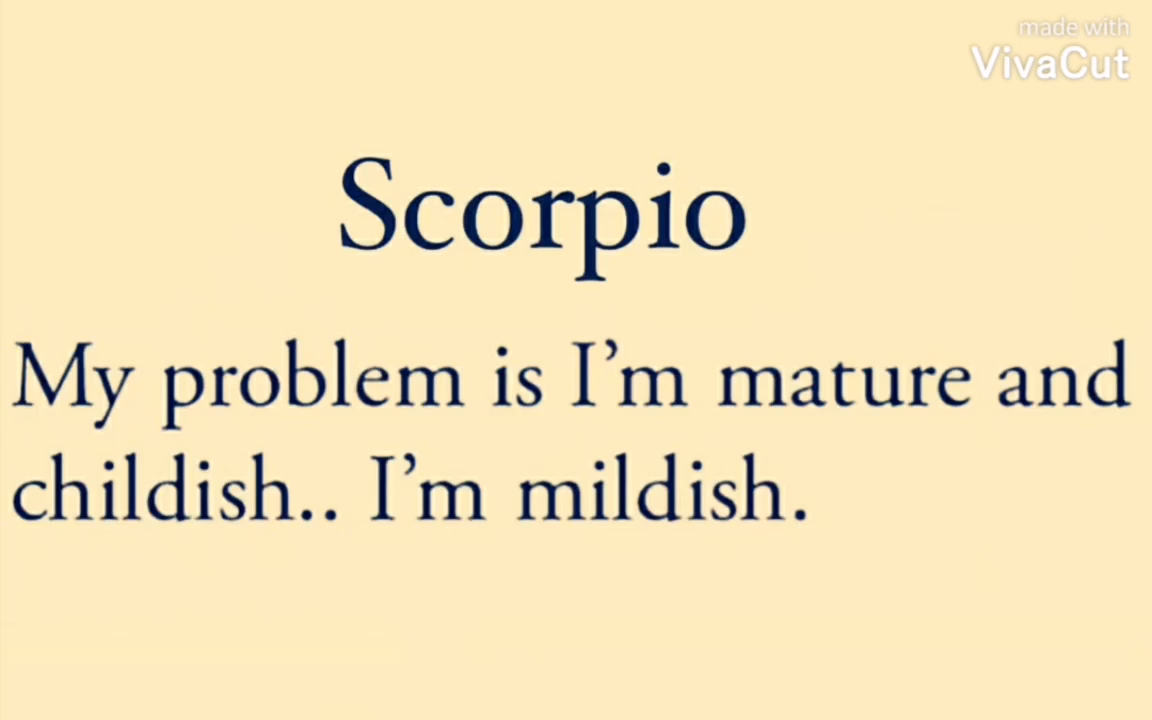 made with
VivaCut
Scorpio
My problem is I’m mature and
childish.. I’m mildish.